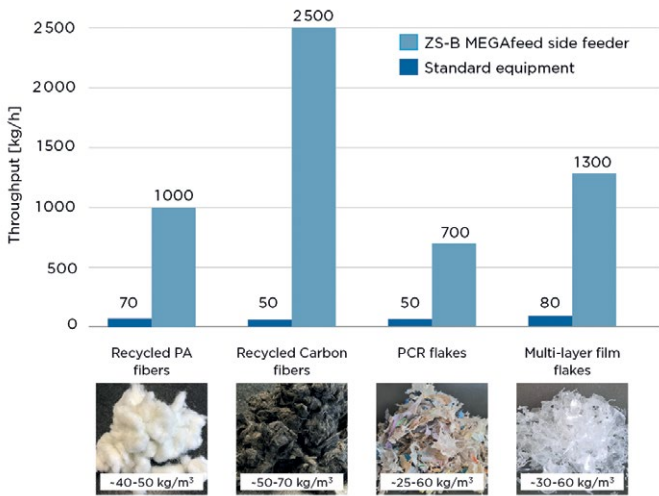 2500
ZS-B MEGAfeed side feeder
Standard equipment
Throughput [kg/h]
2500
2000
1500
1000
500
0
70
1000
50
50
700
80
1300
Recycled PA
fibers
Recycled Carbon
fibers
PCR flakes
Multi-layer film
flakes
~40-50 kg/m³
~50-70 kg/m³
~25-60 kg/m³
~30-60 kg/m³